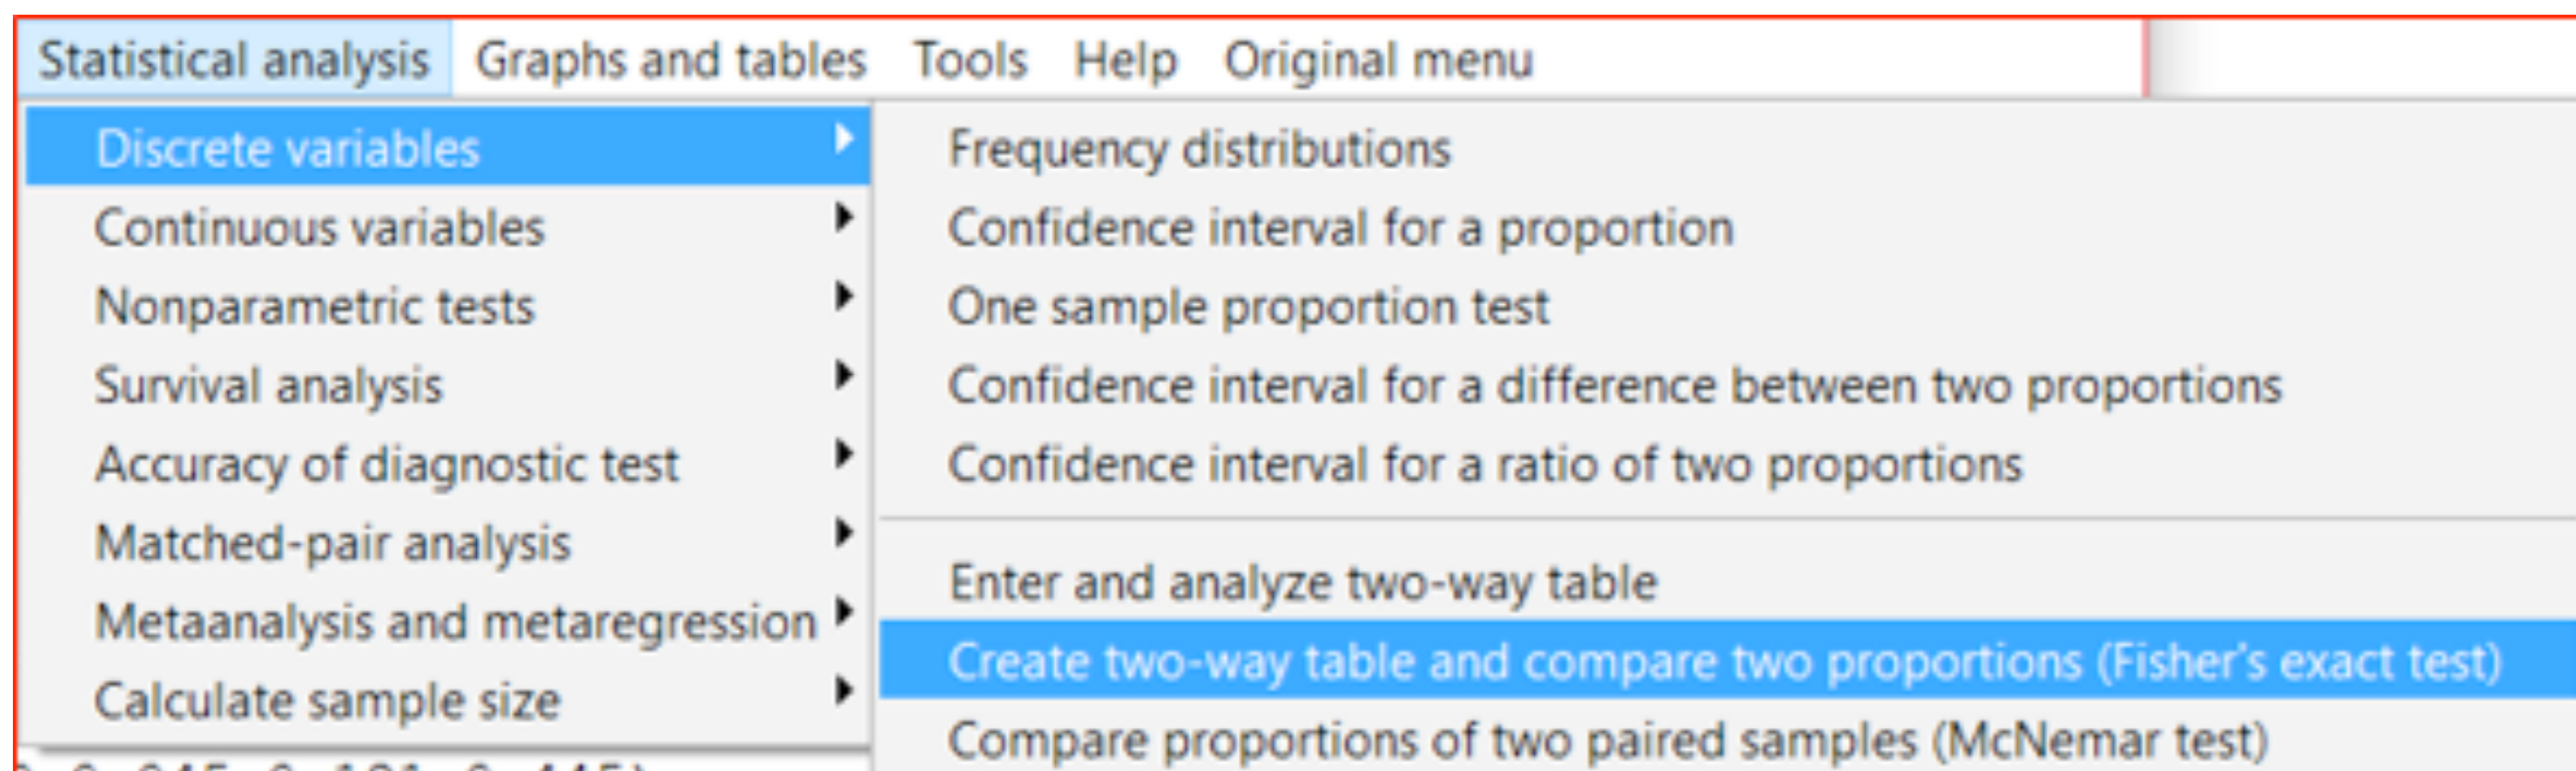 Statistical analysis Graphs and tables Tools Help Original menu
Discrete variables
Continuous variables
Nonparametric tests
Survival analysis
Accuracy of diagnostic test
Matched-pair analysis
Metaanalysis and metaregression
Calculate sample size
Frequency distributions
Confidence interval for a proportion
One sample proportion test
Confidence interval for a difference between two proportions
Confidence interval for a ratio of two proportions
Enter and analyze two-way table
Create two-way table and compare two proportions (Fisher's exact test)
Compare proportions of two paired samples (McNemar test)